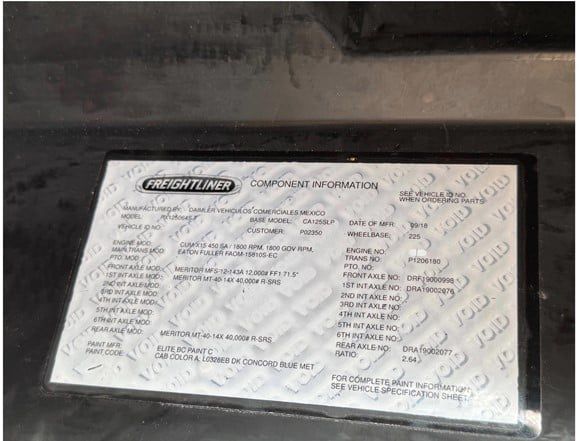 FREIGHTLINER COMPONENT INFORMATION
SEE VEHICLE ID NO.
WHEN ORDERING PARTS
MANUFACTURED BY: DAIMLER VEHICULOS COMERCIALES MEXICO
MODEL: BASE MODEL: CA125SLP DATE OF MFR: 09/18
VEHICLE ID NO: CUSTOMER: P02350 WHEELBASE: 225
ENGINE MOD: CUM X15 450 SA / 1800 RPM, 1800 GOV RPM, ENGINE NO:
MAIN TRANS MOD: EATON FULLER FAOM-15810S-EC TRANS NO: P1206180
PTO. MOD: PTO. NO:
FRONT AXLE MOD: MERITOR MFS-12-143A 12,000# FF1 71.5" FRONT AXLE NO: DRF19000998
1ST INT AXLE MOD: MERITOR MT-40-14X 40,000# R-SRS 1ST INT AXLE NO: DRA19002076
2ND INT AXLE MOD: 2ND INT AXLE NO:
3RD INT AXLE MOD: 3RD INT AXLE NO:
4TH INT AXLE MOD: 4TH INT AXLE NO:
5TH INT AXLE MOD: 5TH INT AXLE NO:
6TH INT AXLE MOD: 6TH INT AXLE NO:
REAR AXLE MOD: MERITOR MT-40-14X 40,000# R-SRS REAR AXLE NO: DRA19002077
RATIO: 2.64
PAINT MFR: ELITE BC PAINT C
PAINT CODE: CAB COLOR A: L0328EB DK CONCORD BLUE MET
FOR COMPLETE PAINT INFORMATION
SEE VEHICLE SPECIFICATION SHEET
VOID